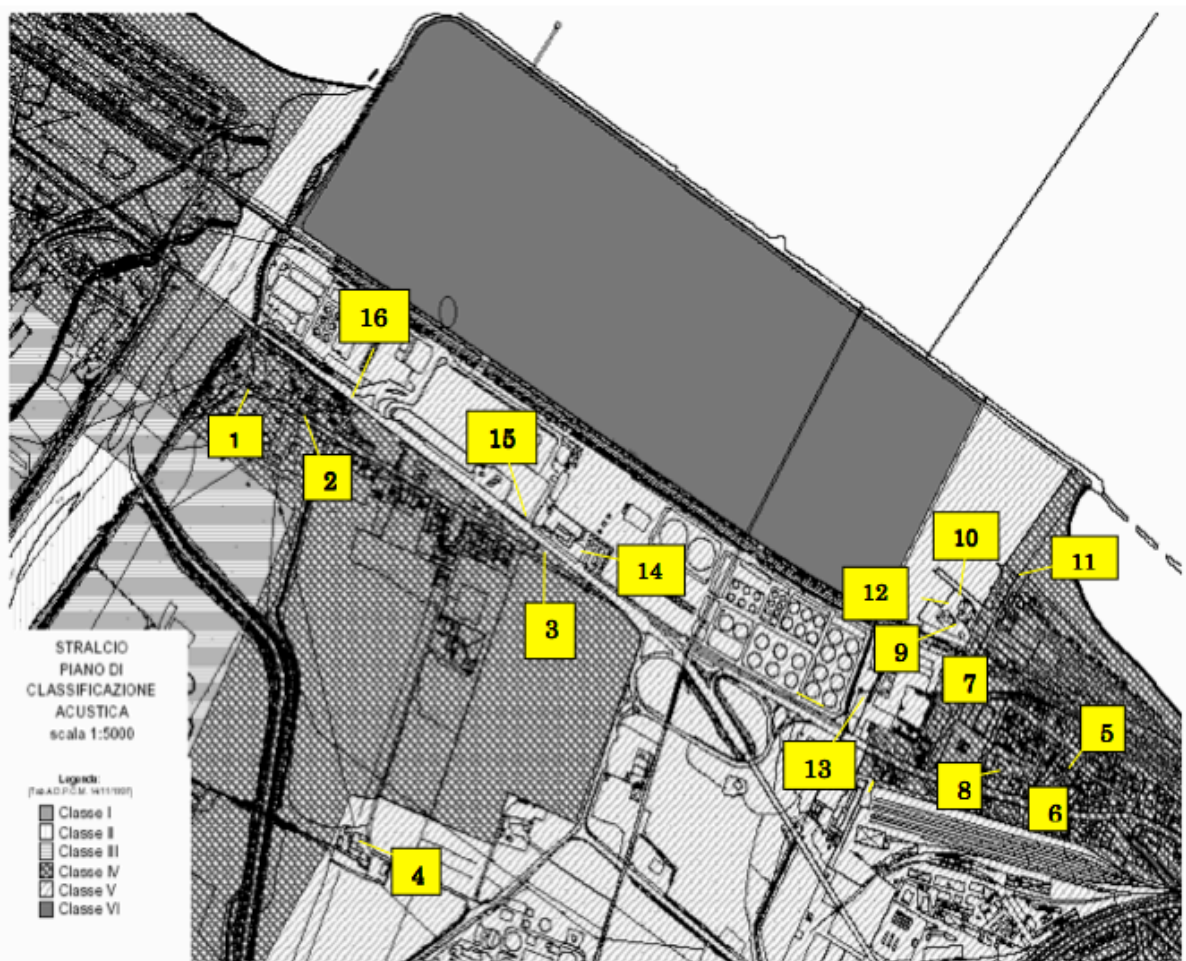 16
1
2
15
14
3
10
11
12
9
7
5
13
8
6
4
STRALCIO
PIANO DI
CLASSIFICAZIONE
ACUSTICA
scala 1:5000
Legenda:
Classe I
Classe II
Classe III
Classe IV
Classe V
Classe VI